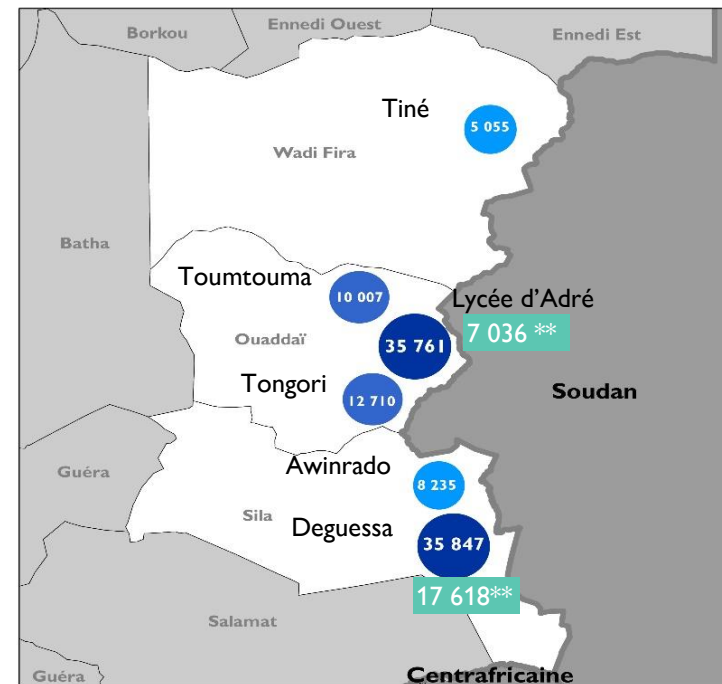 Ennedi Ouest
Borkou
Ennedi Est
Tiné
5 055
Wadi Fira
Batha
Toumtouma
10 007
Lycée d’Adré
7 036 **
Ouaddaï
35 761
Tongori
12 710
Soudan
Awinrado
8 235
Guéra
Sila
Deguessa
35 847
17 618**
Salamat
Guéra
Centrafricaine